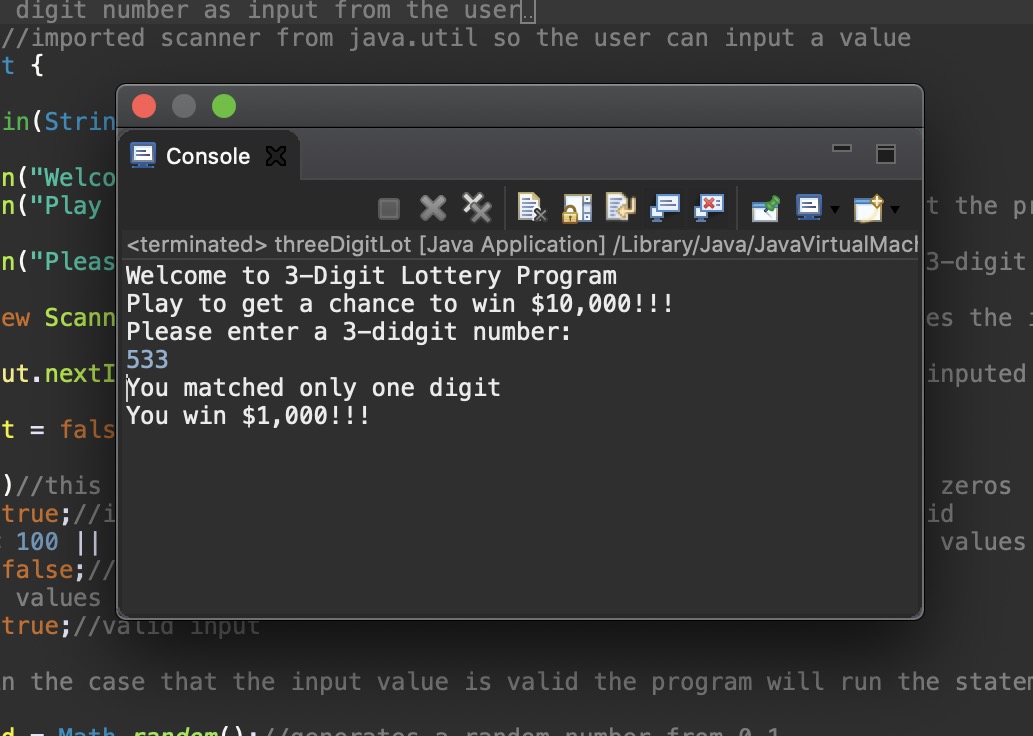 digit number as input from the user..
//imported scanner from java.util so the user can input a value
t {
in(Strin
n("Welco
n("Play
t the pr
n("Pleas
3-digit
ew Scann
es the i
ut.nextI
inputed
t = fals
)//this
zeros
true;//i
id
100 ||
values
false;//
values
true;//valid input
n the case that the input value is valid the program will run the statem
d = Math.random();//generates a random number from 0-1
Console
<terminated> threeDigitLot [Java Application] /Library/Java/JavaVirtualMach
Welcome to 3-Digit Lottery Program
Play to get a chance to win $10,000!!!
Please enter a 3-didgit number:
533
You matched only one digit
You win $1,000!!!